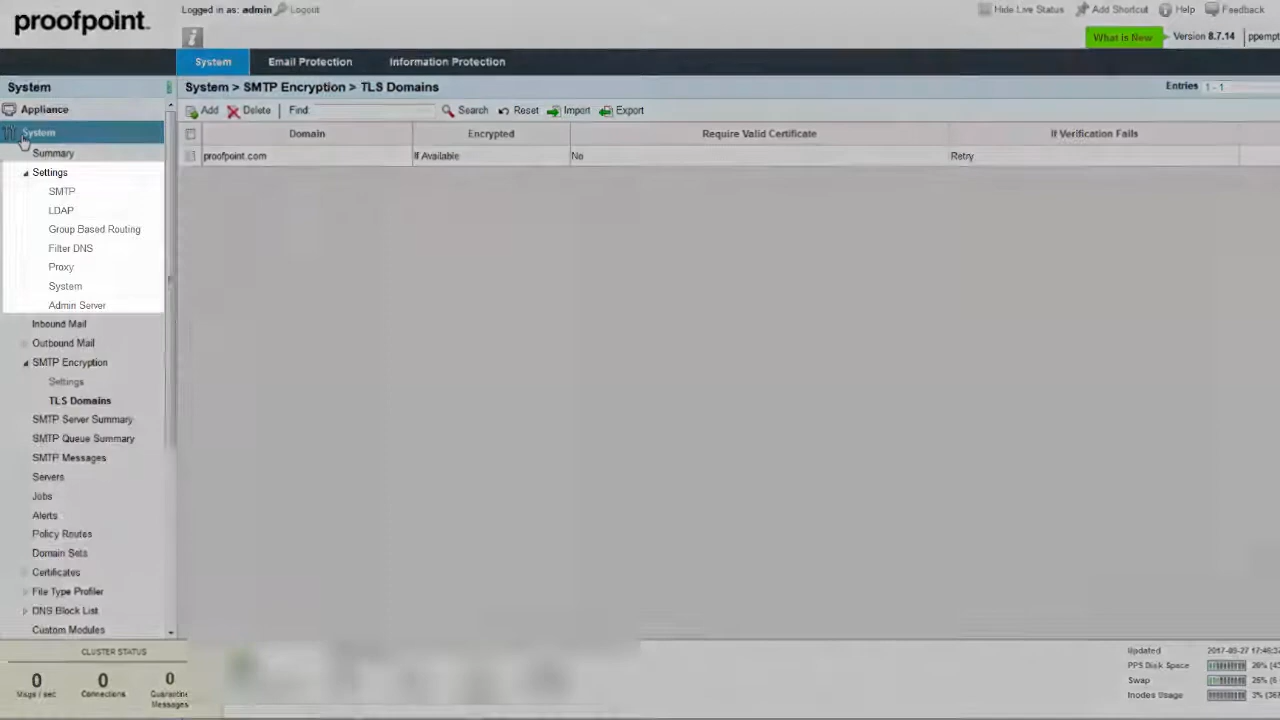 proofpoint.
Logged in as: admin Logout
Hide Live Status Add Shortcut Help Feedback
What is New Version 8.7.14
System Email Protection Information Protection
System
System > SMTP Encryption > TLS Domains
Entries 1 - 1
Add Delete Find: Search Reset Import Export
Domain Encrypted Require Valid Certificate If Verification Fails
proofpoint.com If Available No Retry
Appliance
System
Summary
Settings
SMTP
LDAP
Group Based Routing
Filter DNS
Proxy
System
Admin Server
Inbound Mail
Outbound Mail
SMTP Encryption
Settings
TLS Domains
SMTP Server Summary
SMTP Queue Summary
SMTP Messages
Servers
Jobs
Alerts
Policy Routes
Domain Sets
Certificates
File Type Profiler
DNS Block List
Custom Modules
CLUSTER STATUS
0 0 0
Msgs / sec Connections Quarantine
Messages
Updated
PPS Disk Space
Swap
Inodes Usage